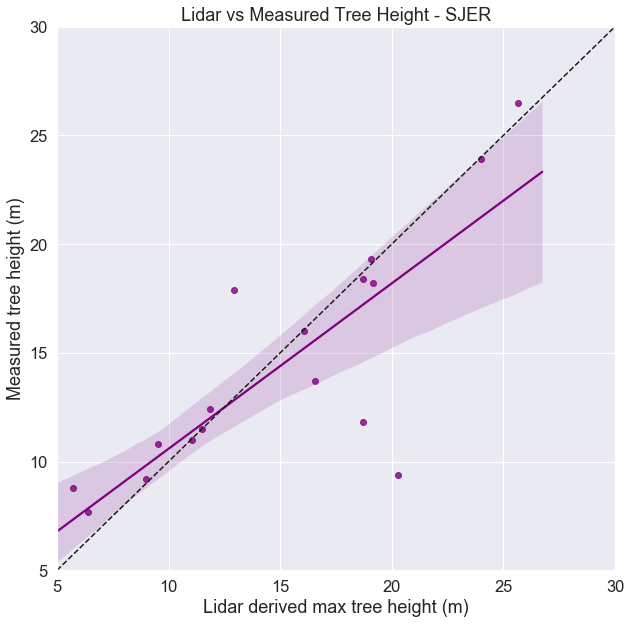 Lidar vs Measured Tree Height - SJER
30
25
20
15
10
5
Measured tree height (m)
5 10 15 20 25 30
Lidar derived max tree height (m)